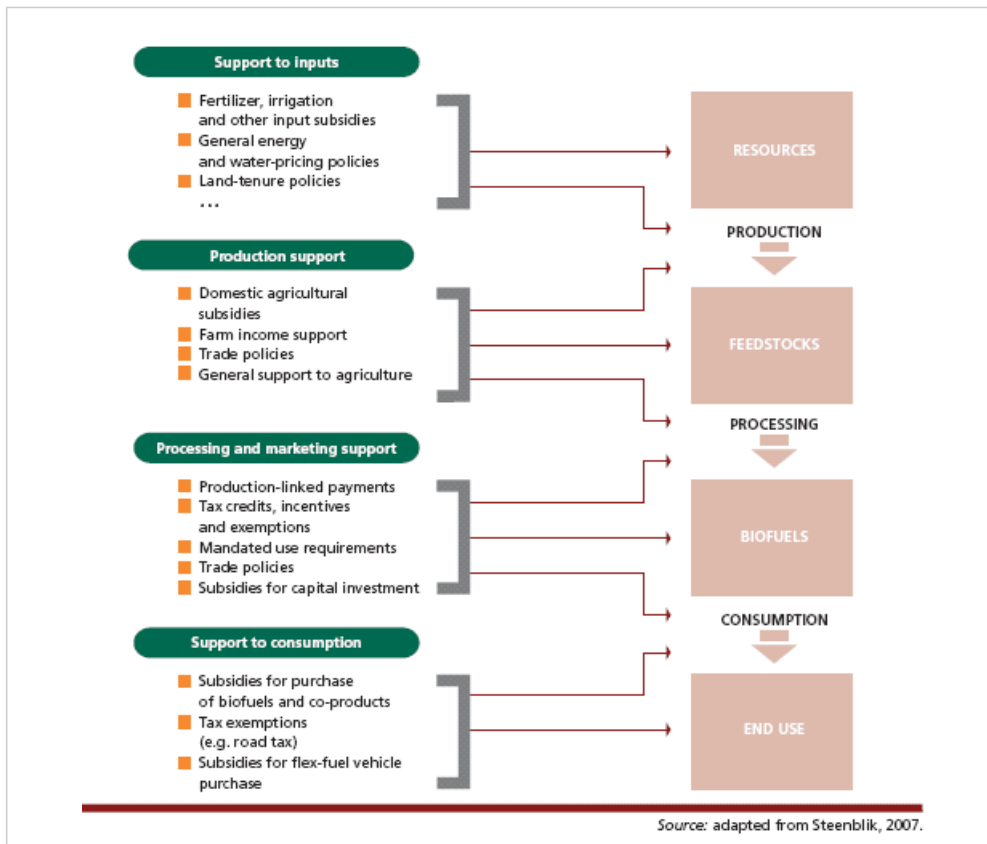 Support to inputs
Fertilizer, irrigation
and other input subsidies
General energy
and water-pricing policies
Land-tenure policies
...
RESOURCES
PRODUCTION
Production support
Domestic agricultural
subsidies
Farm income support
Trade policies
General support to agriculture
FEEDSTOCKS
PROCESSING
Processing and marketing support
Production-linked payments
Tax credits, incentives
and exemptions
Mandated use requirements
Trade policies
Subsidies for capital investment
BIOFUELS
CONSUMPTION
Support to consumption
Subsidies for purchase
of biofuels and co-products
Tax exemptions
(e.g. road tax)
Subsidies for flex-fuel vehicle
purchase
END USE
Source: adapted from Steenblik, 2007.